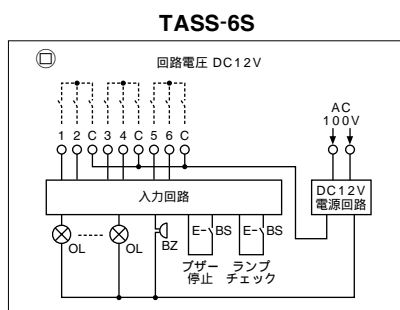 TASS-6S
回路電圧 DC12V
AC
100V
1 2 C 3 4 C 5 6 C
入力回路
DC12V
電源回路
OL OL BZ E BS E BS
ブザー
停止
ランプ
チェック